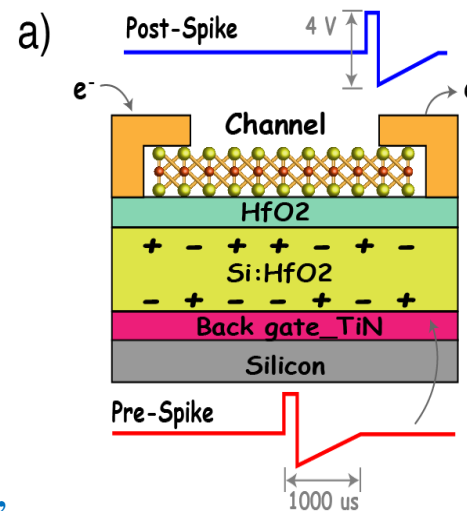 a)
Post-Spike
4 V
e-
e
Channel
HfO2
+ - + + - + -
Si:HfO2
- + - - + - +
Back gate_TiN
Silicon
Pre-Spike
1000 us
,